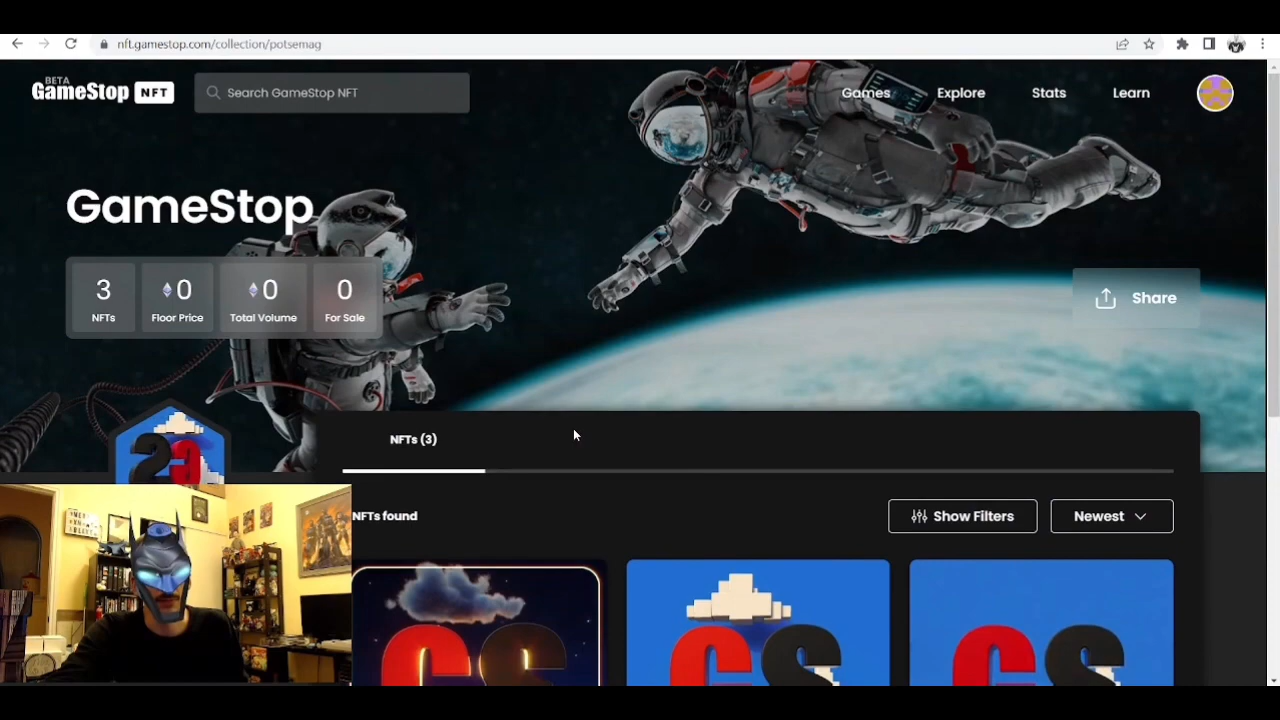 nft.gamestop.com/collection/potsemag
BETA
GameStop NFT
Search GameStop NFT
Games
Explore
Stats
Learn
GameStop
3
0
0
0
NFTs
Floor Price
Total Volume
For Sale
Share
NFTs (3)
NFTs found
Show Filters
Newest